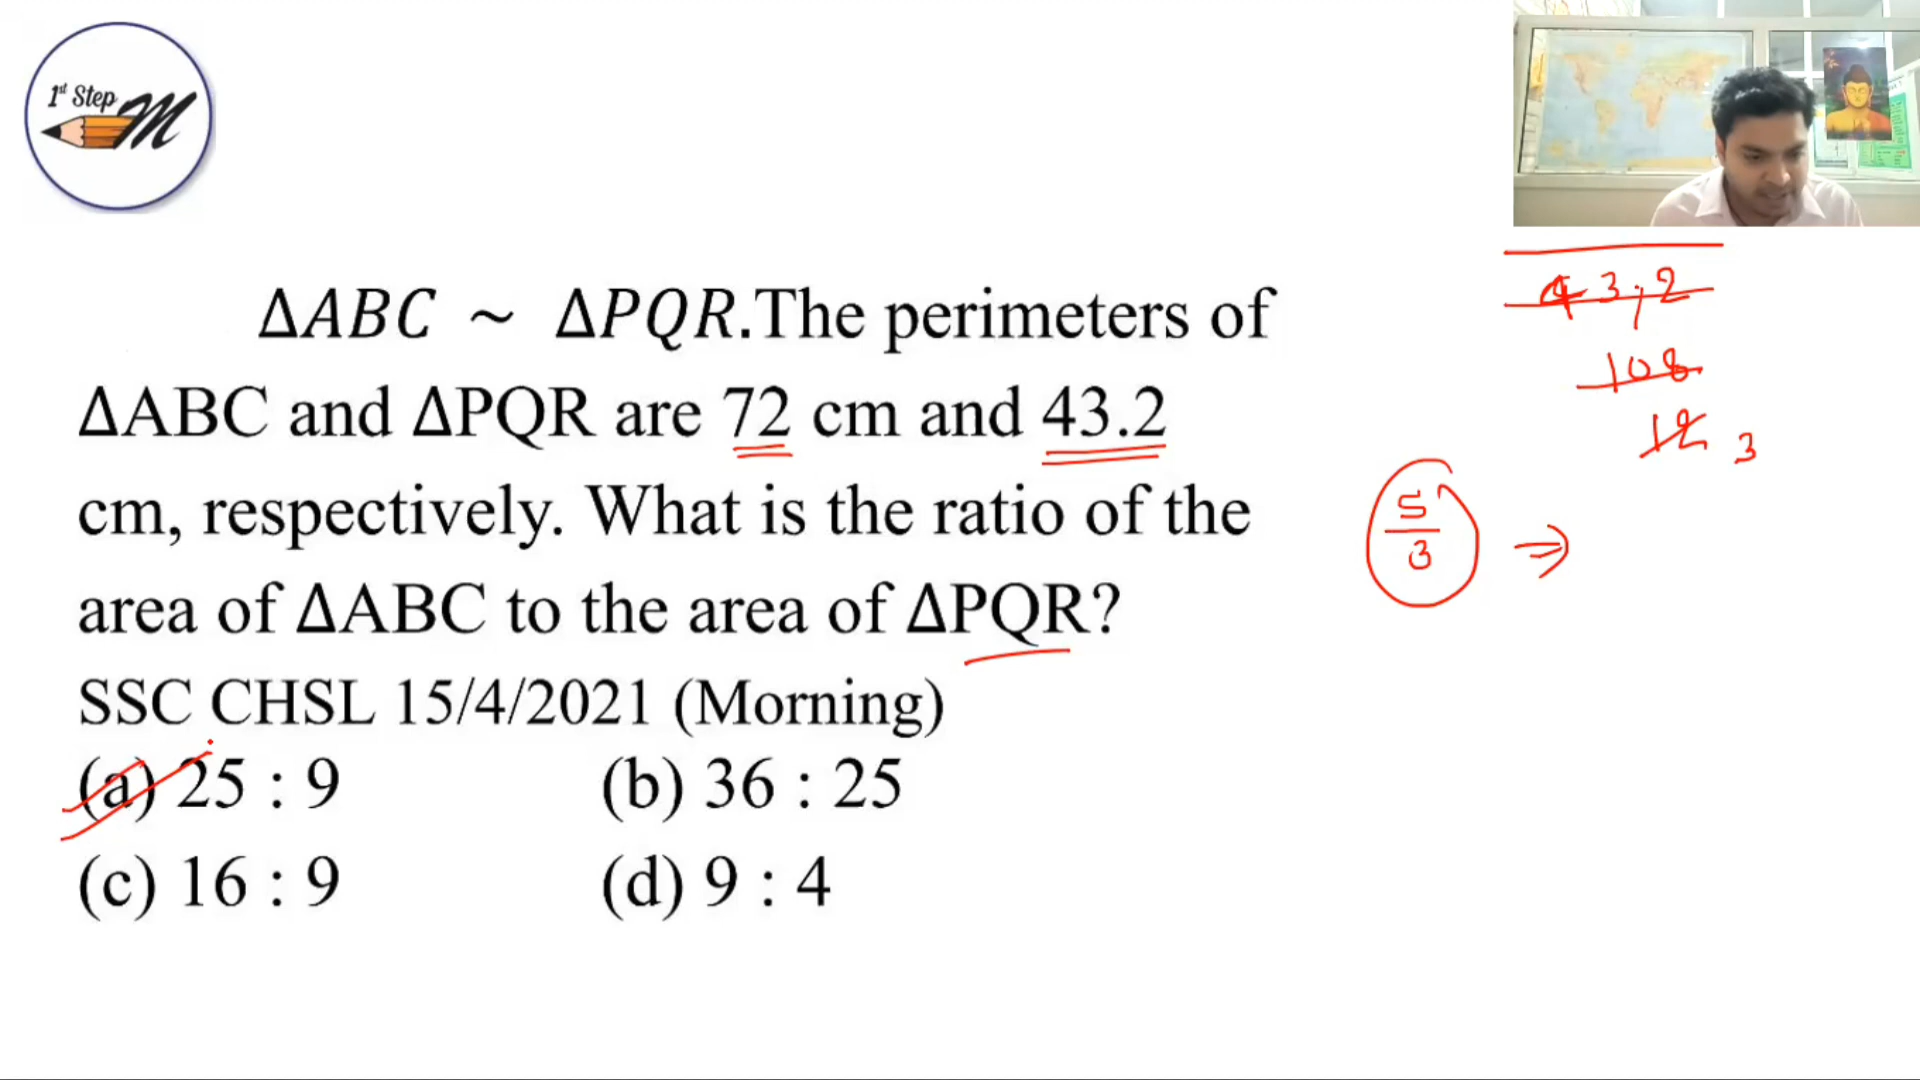 1st Step
M
43.2
108
12 3
ΔABC ~ ΔPQR.The perimeters of
ΔABC and ΔPQR are 72 cm and 43.2
cm, respectively. What is the ratio of the
5
3 ⇒
area of ΔABC to the area of ΔPQR?
SSC CHSL 15/4/2021 (Morning)
(a) 25 : 9 (b) 36 : 25
(c) 16 : 9 (d) 9 : 4